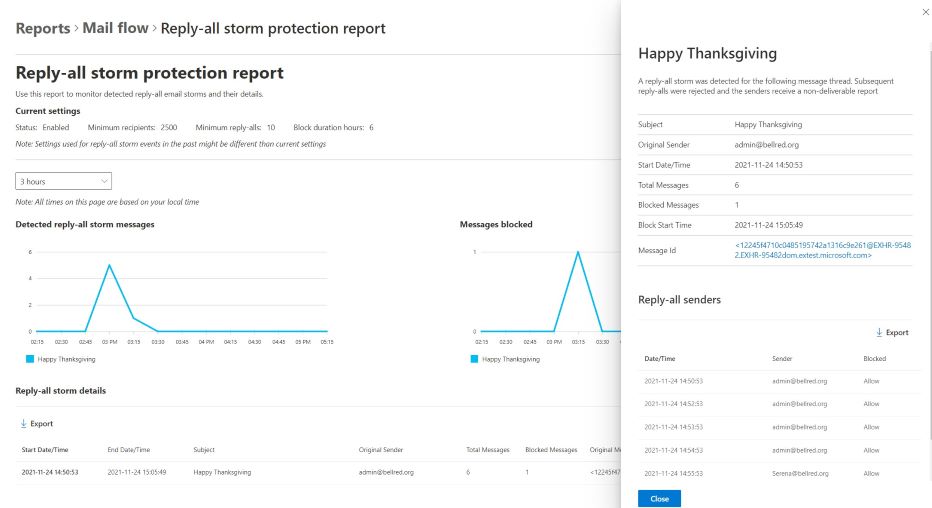 Reports > Mail flow > Reply-all storm protection report
Reply-all storm protection report
Use this report to monitor detected reply-all email storms and their details.
Current settings
Status: Enabled Minimum recipients: 2500 Minimum reply-alls: 10 Block duration hours: 6
Note: Settings used for reply-all storm events in the past might be different than current settings
3 hours
Note: All times on this page are based on your local time
Detected reply-all storm messages
6
4
2
0
02:15 02:30 02:45 03 PM 03:15 03:30 03:45 04 PM 04:15 04:30 04:45 05 PM 05:15
Happy Thanksgiving
Messages blocked
1
0
02:15 02:30 02:45 03 PM 03:15 03:30
Happy Thanksgiving
Reply-all storm details
Export
Start Date/Time End Date/Time Subject Original Sender Total Messages Blocked Messages Original M
2021-11-24 14:50:53 2021-11-24 15:05:49 Happy Thanksgiving admin@bellred.org 6 1 <12245f47
Happy Thanksgiving
A reply-all storm was detected for the following message thread. Subsequent
reply-alls were rejected and the senders receive a non-deliverable report
Subject Happy Thanksgiving
Original Sender admin@bellred.org
Start Date/Time 2021-11-24 14:50:53
Total Messages 6
Blocked Messages 1
Block Start Time 2021-11-24 15:05:49
Message Id <12245f4710c0485195742a1316c9e261@EXHR-9548
2.EXHR-95482dom.extest.microsoft.com>
Reply-all senders
Export
Date/Time Sender Blocked
2021-11-24 14:50:53 admin@bellred.org Allow
2021-11-24 14:52:53 admin@bellred.org Allow
2021-11-24 14:53:53 admin@bellred.org Allow
2021-11-24 14:54:53 admin@bellred.org Allow
2021-11-24 14:55:53 Serena@bellred.org Allow
Close